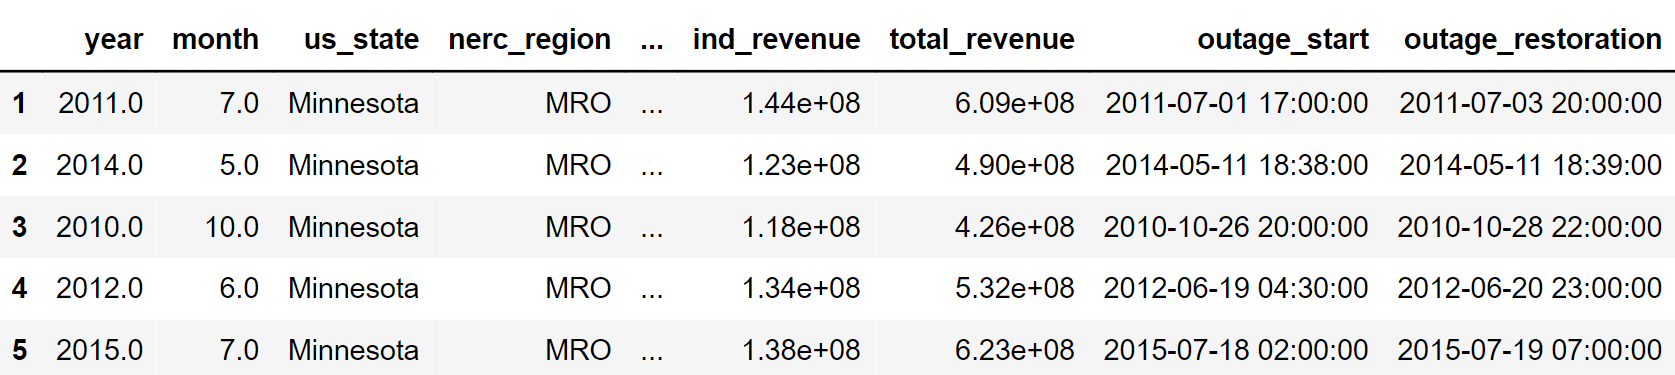 year month us_state nerc_region ... ind_revenue total_revenue outage_start outage_restoration
1 2011.0 7.0 Minnesota MRO ... 1.44e+08 6.09e+08 2011-07-01 17:00:00 2011-07-03 20:00:00
2 2014.0 5.0 Minnesota MRO ... 1.23e+08 4.90e+08 2014-05-11 18:38:00 2014-05-11 18:39:00
3 2010.0 10.0 Minnesota MRO ... 1.18e+08 4.26e+08 2010-10-26 20:00:00 2010-10-28 22:00:00
4 2012.0 6.0 Minnesota MRO ... 1.34e+08 5.32e+08 2012-06-19 04:30:00 2012-06-20 23:00:00
5 2015.0 7.0 Minnesota MRO ... 1.38e+08 6.23e+08 2015-07-18 02:00:00 2015-07-19 07:00:00